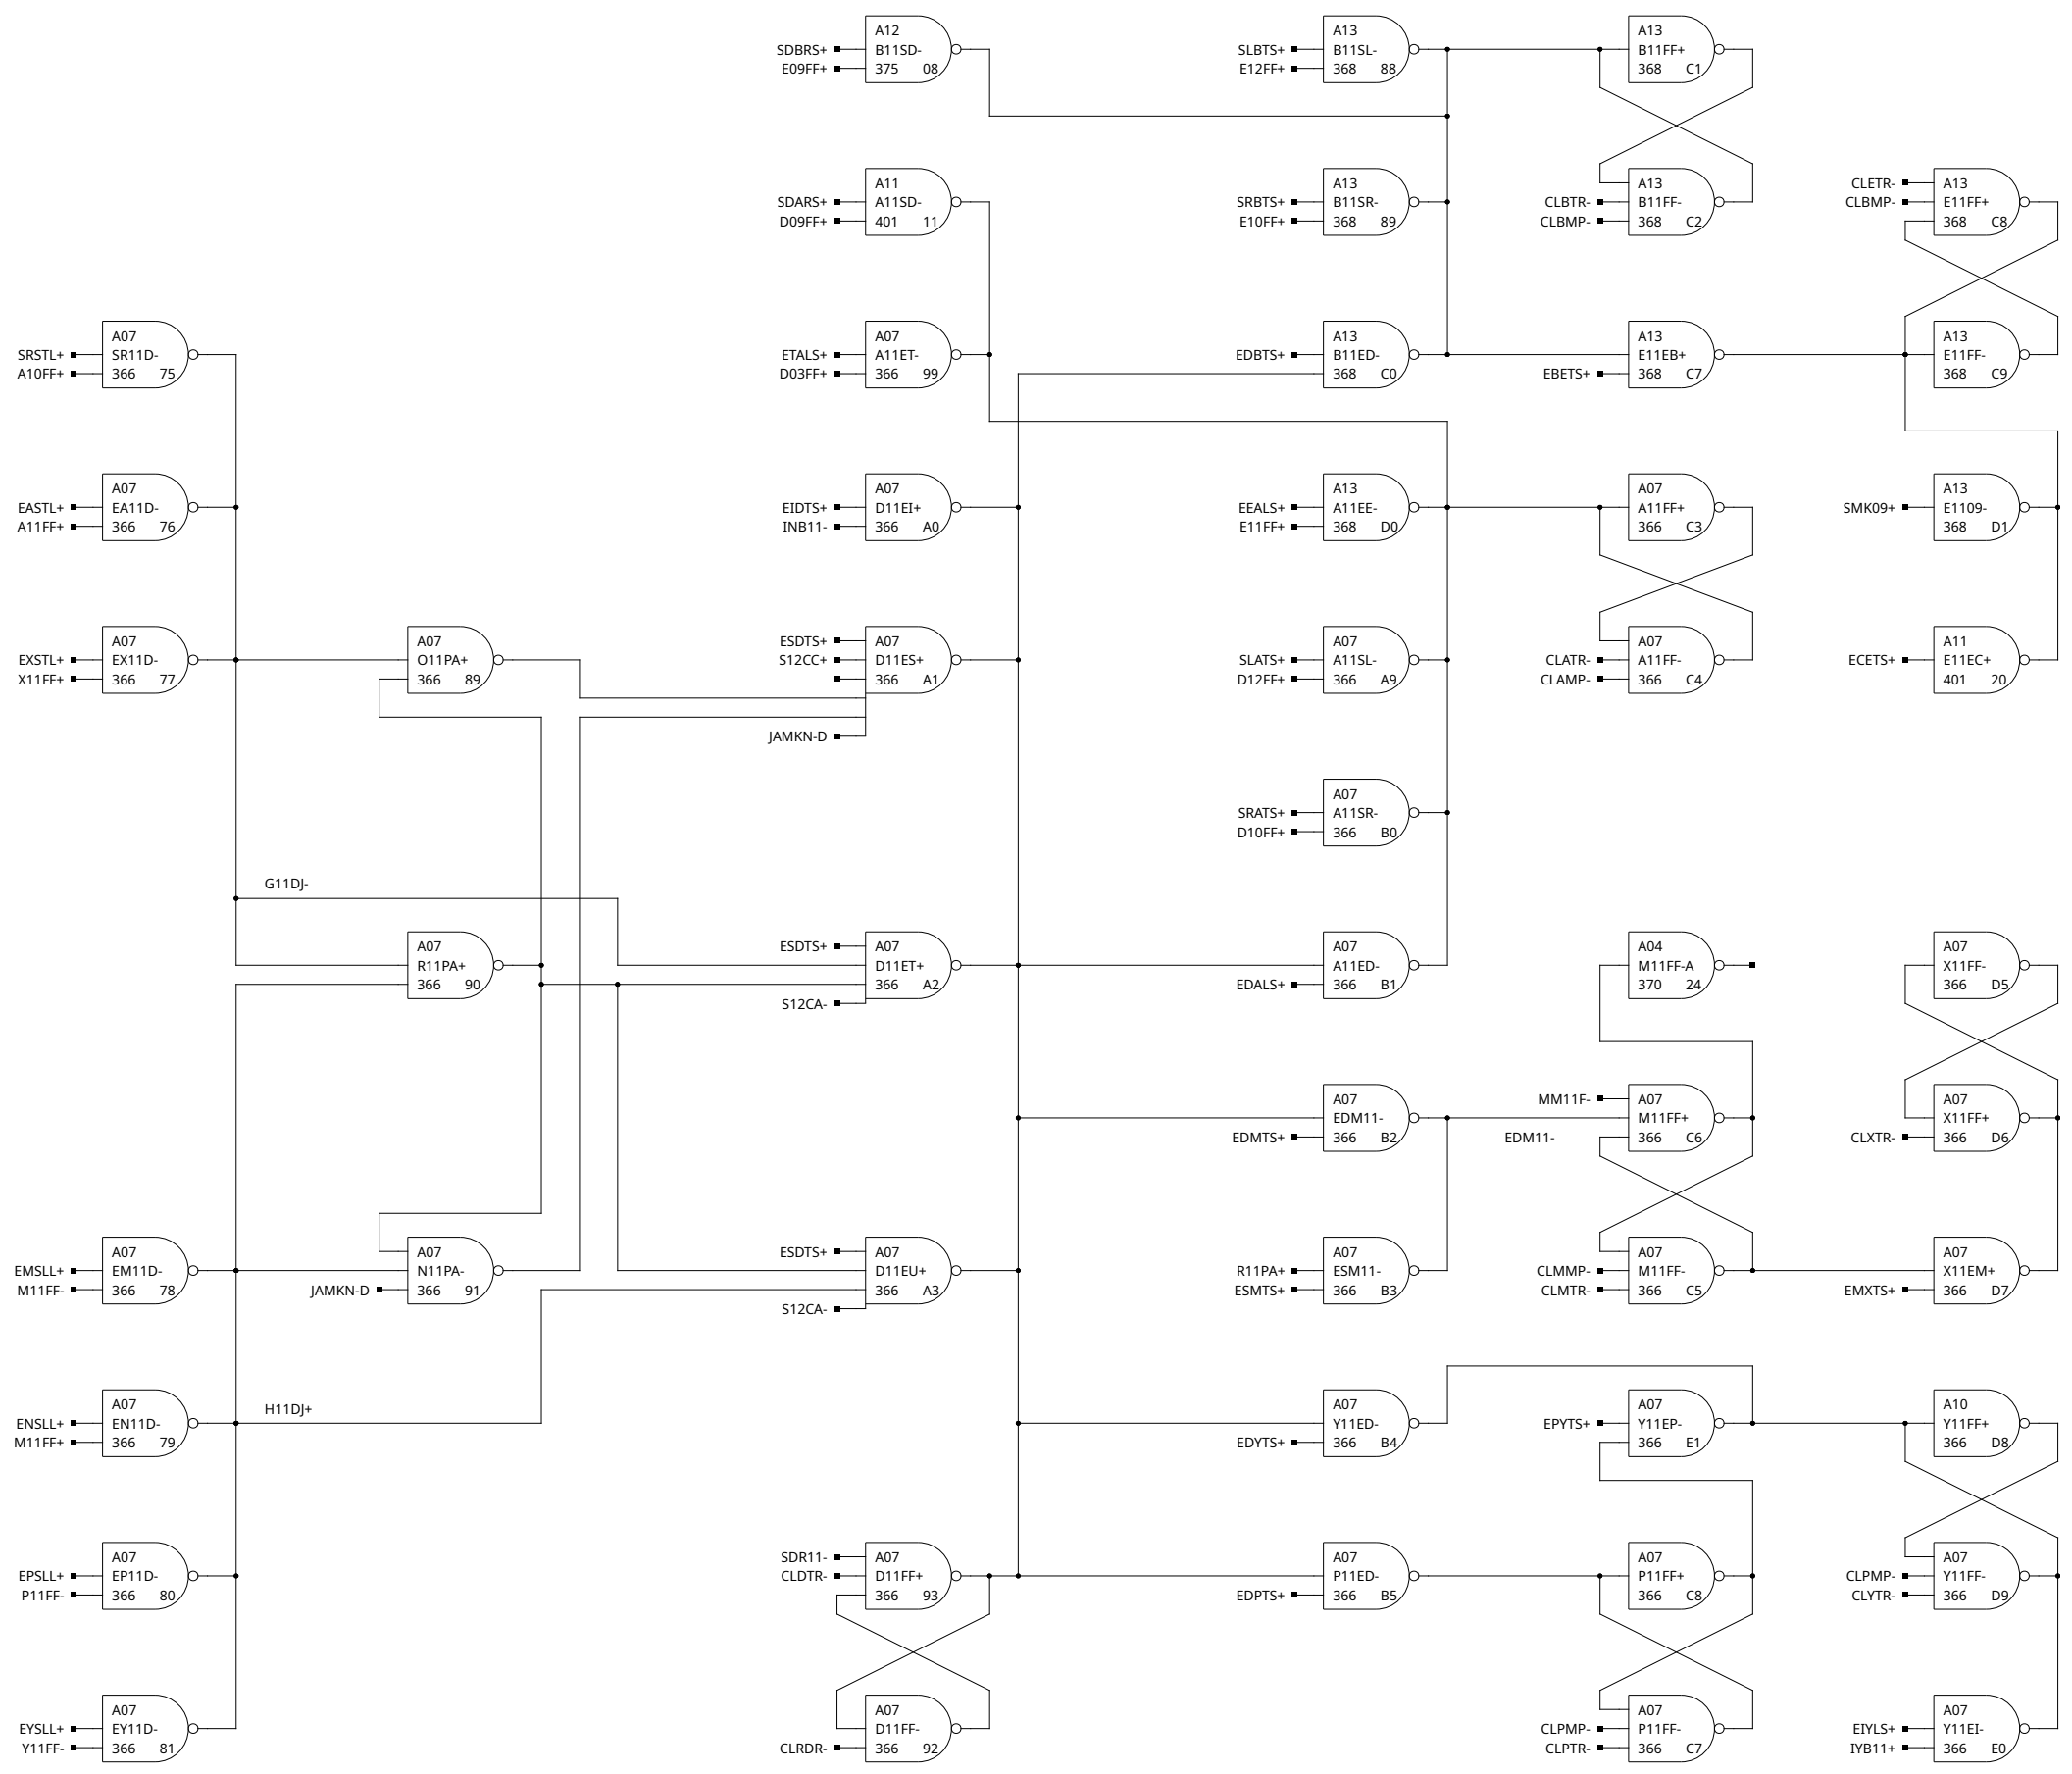 A12
SDBRS+ B11SD-
E09FF+ 375 08
A13
SLBTS+ B11SL-
E12FF+ 368 88
A13
B11FF+
368 C1
A11
SDARS+ A11SD-
D09FF+ 401 11
A13
SRBTS+ B11SR-
E10FF+ 368 89
A13
CLBTR- B11FF-
CLBMP- 368 C2
CLETR- A13
CLBMP- E11FF+
368 C8
A07
SRSTL+ SR11D-
A10FF+ 366 75
A07
ETALS+ A11ET-
D03FF+ 366 99
A13
EDBTS+ B11ED-
368 C0
A13
E11EB+
EBETS+ 368 C7
A13
E11FF-
368 C9
A07
EASTL+ EA11D-
A11FF+ 366 76
A07
EIDTS+ D11EI+
INB11- 366 A0
A13
EEALS+ A11EE-
E11FF+ 368 D0
A07
A11FF+
366 C3
A13
SMK09+ E1109-
368 D1
A07
EXSTL+ EX11D-
X11FF+ 366 77
A07
O11PA+
366 89
ESDTS+ A07
S12CC+ D11ES+
366 A1
JAMKN-D
A07
SLATS+ A11SL-
D12FF+ 366 A9
A07
CLATR- A11FF-
CLAMP- 366 C4
A11
ECETS+ E11EC+
401 20
A07
SRATS+ A11SR-
D10FF+ 366 B0
G11DJ-
A07
R11PA+
366 90
ESDTS+ A07
D11ET+
366 A2
S12CA-
A07
A11ED-
EDALS+ 366 B1
A04
M11FF-A
370 24
A07
X11FF-
366 D5
A07
EDM11-
EDMTS+ 366 B2
EDM11-
MM11F- A07
M11FF+
366 C6
A07
X11FF+
CLXTR- 366 D6
A07
EMSLL+ EM11D-
M11FF- 366 78
A07
N11PA-
JAMKN-D 366 91
ESDTS+ A07
D11EU+
366 A3
S12CA-
A07
R11PA+ ESM11-
ESMTS+ 366 B3
A07
CLMMP- M11FF-
CLMTR- 366 C5
A07
X11EM+
EMXTS+ 366 D7
A07
ENSLL+ EN11D-
M11FF+ 366 79
H11DJ+
A07
Y11ED-
EDYTS+ 366 B4
A07
EPYTS+ Y11EP-
366 E1
A10
Y11FF+
366 D8
A07
EPSLL+ EP11D-
P11FF- 366 80
SDR11- A07
CLDTR- D11FF+
366 93
A07
P11ED-
EDPTS+ 366 B5
A07
P11FF+
366 C8
A07
CLPMP- Y11FF-
CLYTR- 366 D9
A07
EYSLL+ EY11D-
Y11FF- 366 81
A07
D11FF-
CLRDR- 366 92
A07
CLPMP- P11FF-
CLPTR- 366 C7
A07
EIYLS+ Y11EI-
IYB11+ 366 E0